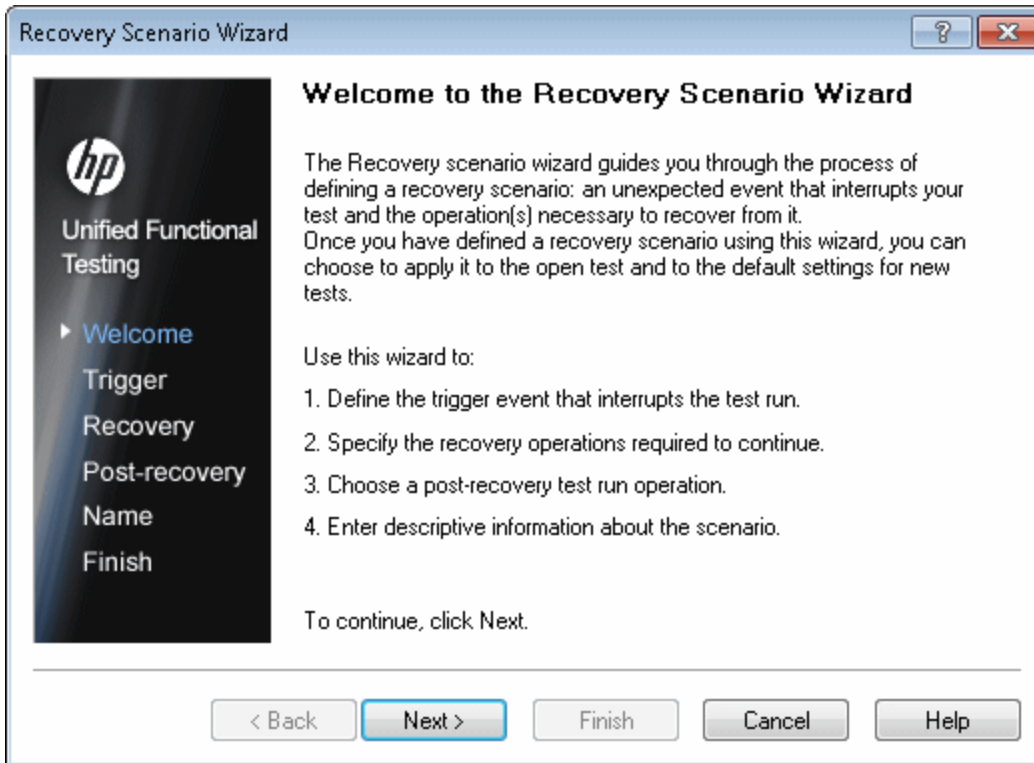 Recovery Scenario Wizard
?
hp
Unified Functional
Testing
Welcome
Trigger
Recovery
Post-recovery
Name
Finish
Welcome to the Recovery Scenario Wizard
The Recovery scenario wizard guides you through the process of
defining a recovery scenario: an unexpected event that interrupts your
test and the operation(s) necessary to recover from it.
Once you have defined a recovery scenario using this wizard, you can
choose to apply it to the open test and to the default settings for new
tests.
Use this wizard to:
1. Define the trigger event that interrupts the test run.
2. Specify the recovery operations required to continue.
3. Choose a post-recovery test run operation.
4. Enter descriptive information about the scenario.
To continue, click Next.
< Back Next > Finish Cancel Help